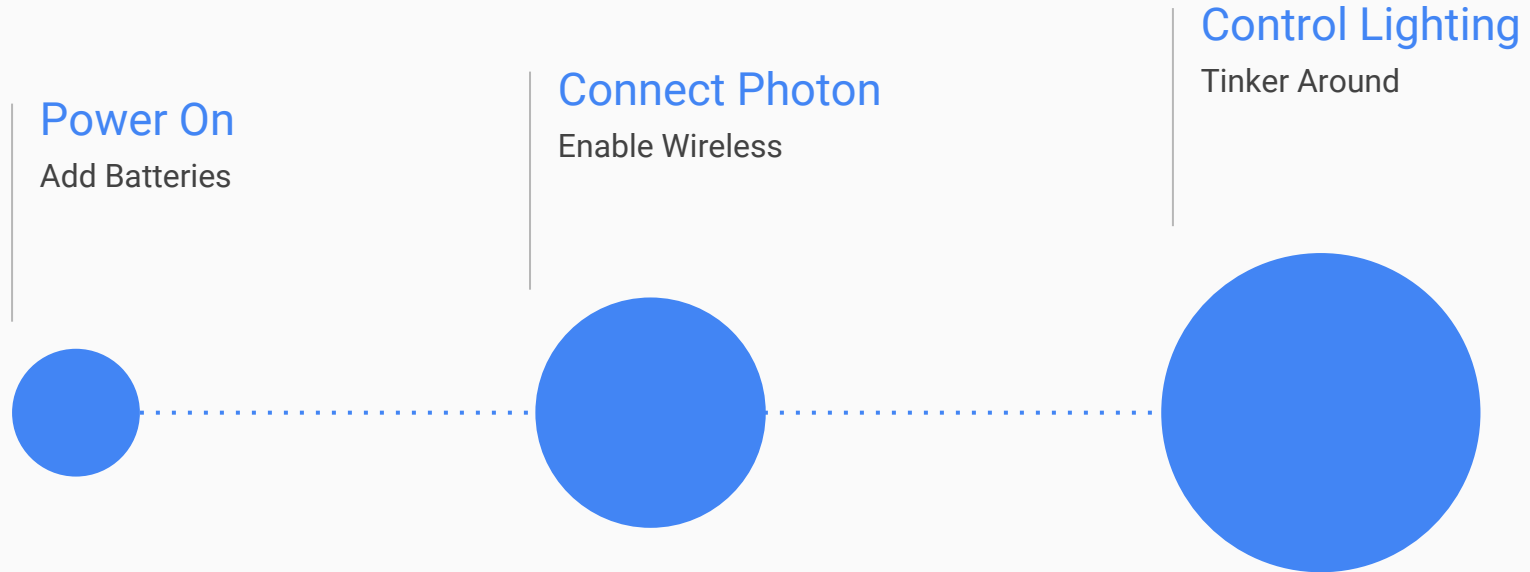 Power On
Add Batteries
Connect Photon
Enable Wireless
Control Lighting
Tinker Around